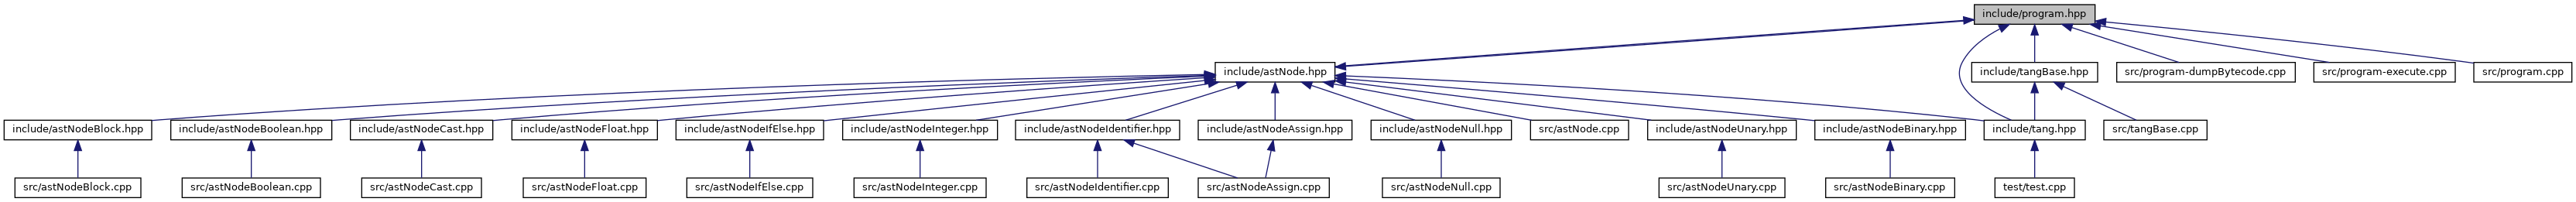 include/program.hpp
include/astNode.hpp
include/tangBase.hpp
src/program-dumpBytecode.cpp
src/program-execute.cpp
src/program.cpp
include/astNodeBlock.hpp
include/astNodeBoolean.hpp
include/astNodeCast.hpp
include/astNodeFloat.hpp
include/astNodeIfElse.hpp
include/astNodeInteger.hpp
include/astNodeIdentifier.hpp
include/astNodeAssign.hpp
include/astNodeNull.hpp
src/astNode.cpp
include/astNodeUnary.hpp
include/astNodeBinary.hpp
include/tang.hpp
src/tangBase.cpp
src/astNodeBlock.cpp
src/astNodeBoolean.cpp
src/astNodeCast.cpp
src/astNodeFloat.cpp
src/astNodeIfElse.cpp
src/astNodeInteger.cpp
src/astNodeIdentifier.cpp
src/astNodeAssign.cpp
src/astNodeNull.cpp
src/astNodeUnary.cpp
src/astNodeBinary.cpp
test/test.cpp